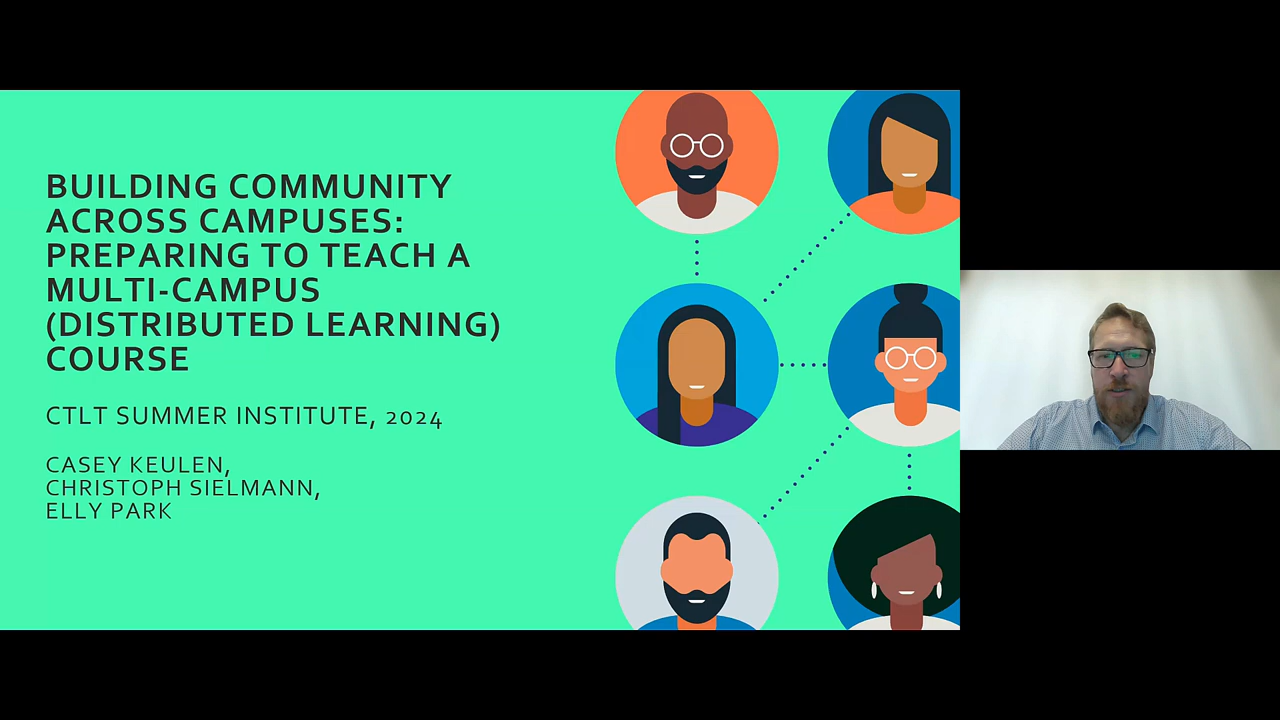 BUILDING COMMUNITY
ACROSS CAMPUSES:
PREPARING TO TEACH A
MULTI-CAMPUS
(DISTRIBUTED LEARNING)
COURSE
CTLT SUMMER INSTITUTE, 2024
CASEY KEULEN,
CHRISTOPH SIELMANN,
ELLY PARK